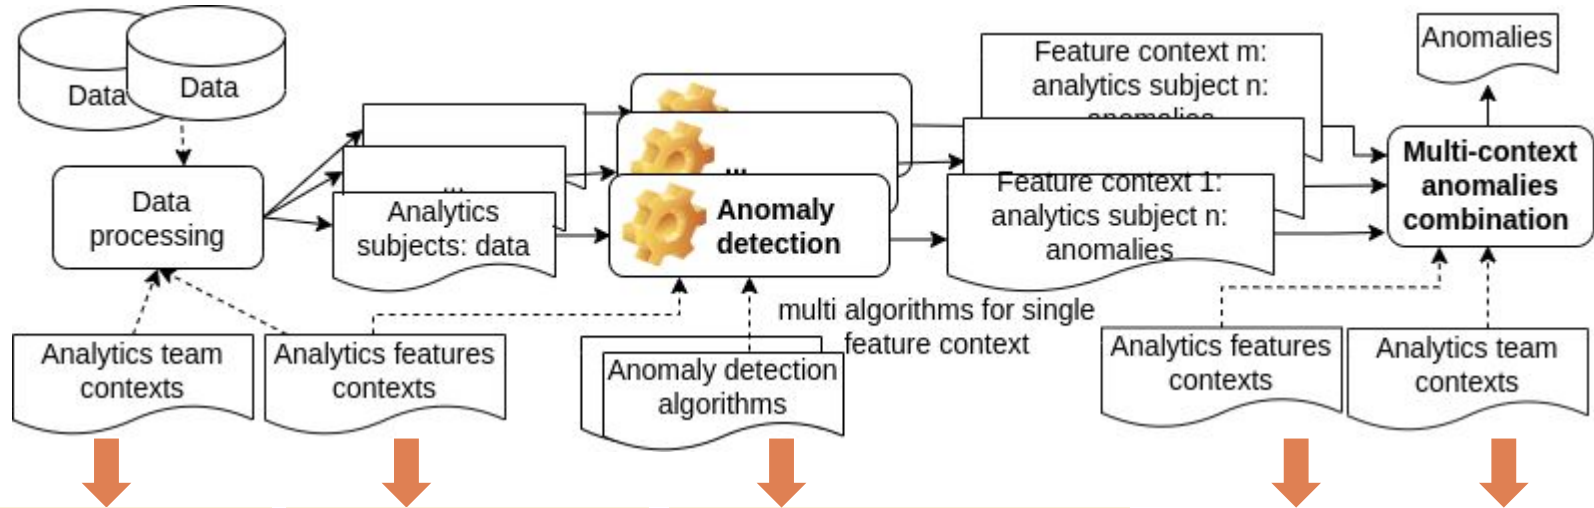 Data
Data
Data
processing
...
Analytics
subjects: data
...
Anomaly
detection
Feature context m:
analytics subject n:
anomalies
Feature context 1:
analytics subject n:
anomalies
Anomalies
Multi-context
anomalies
combination
Analytics team
contexts
Analytics features
contexts
multi algorithms for single
feature context
Anomaly detection
algorithms
Analytics features
contexts
Analytics team
contexts